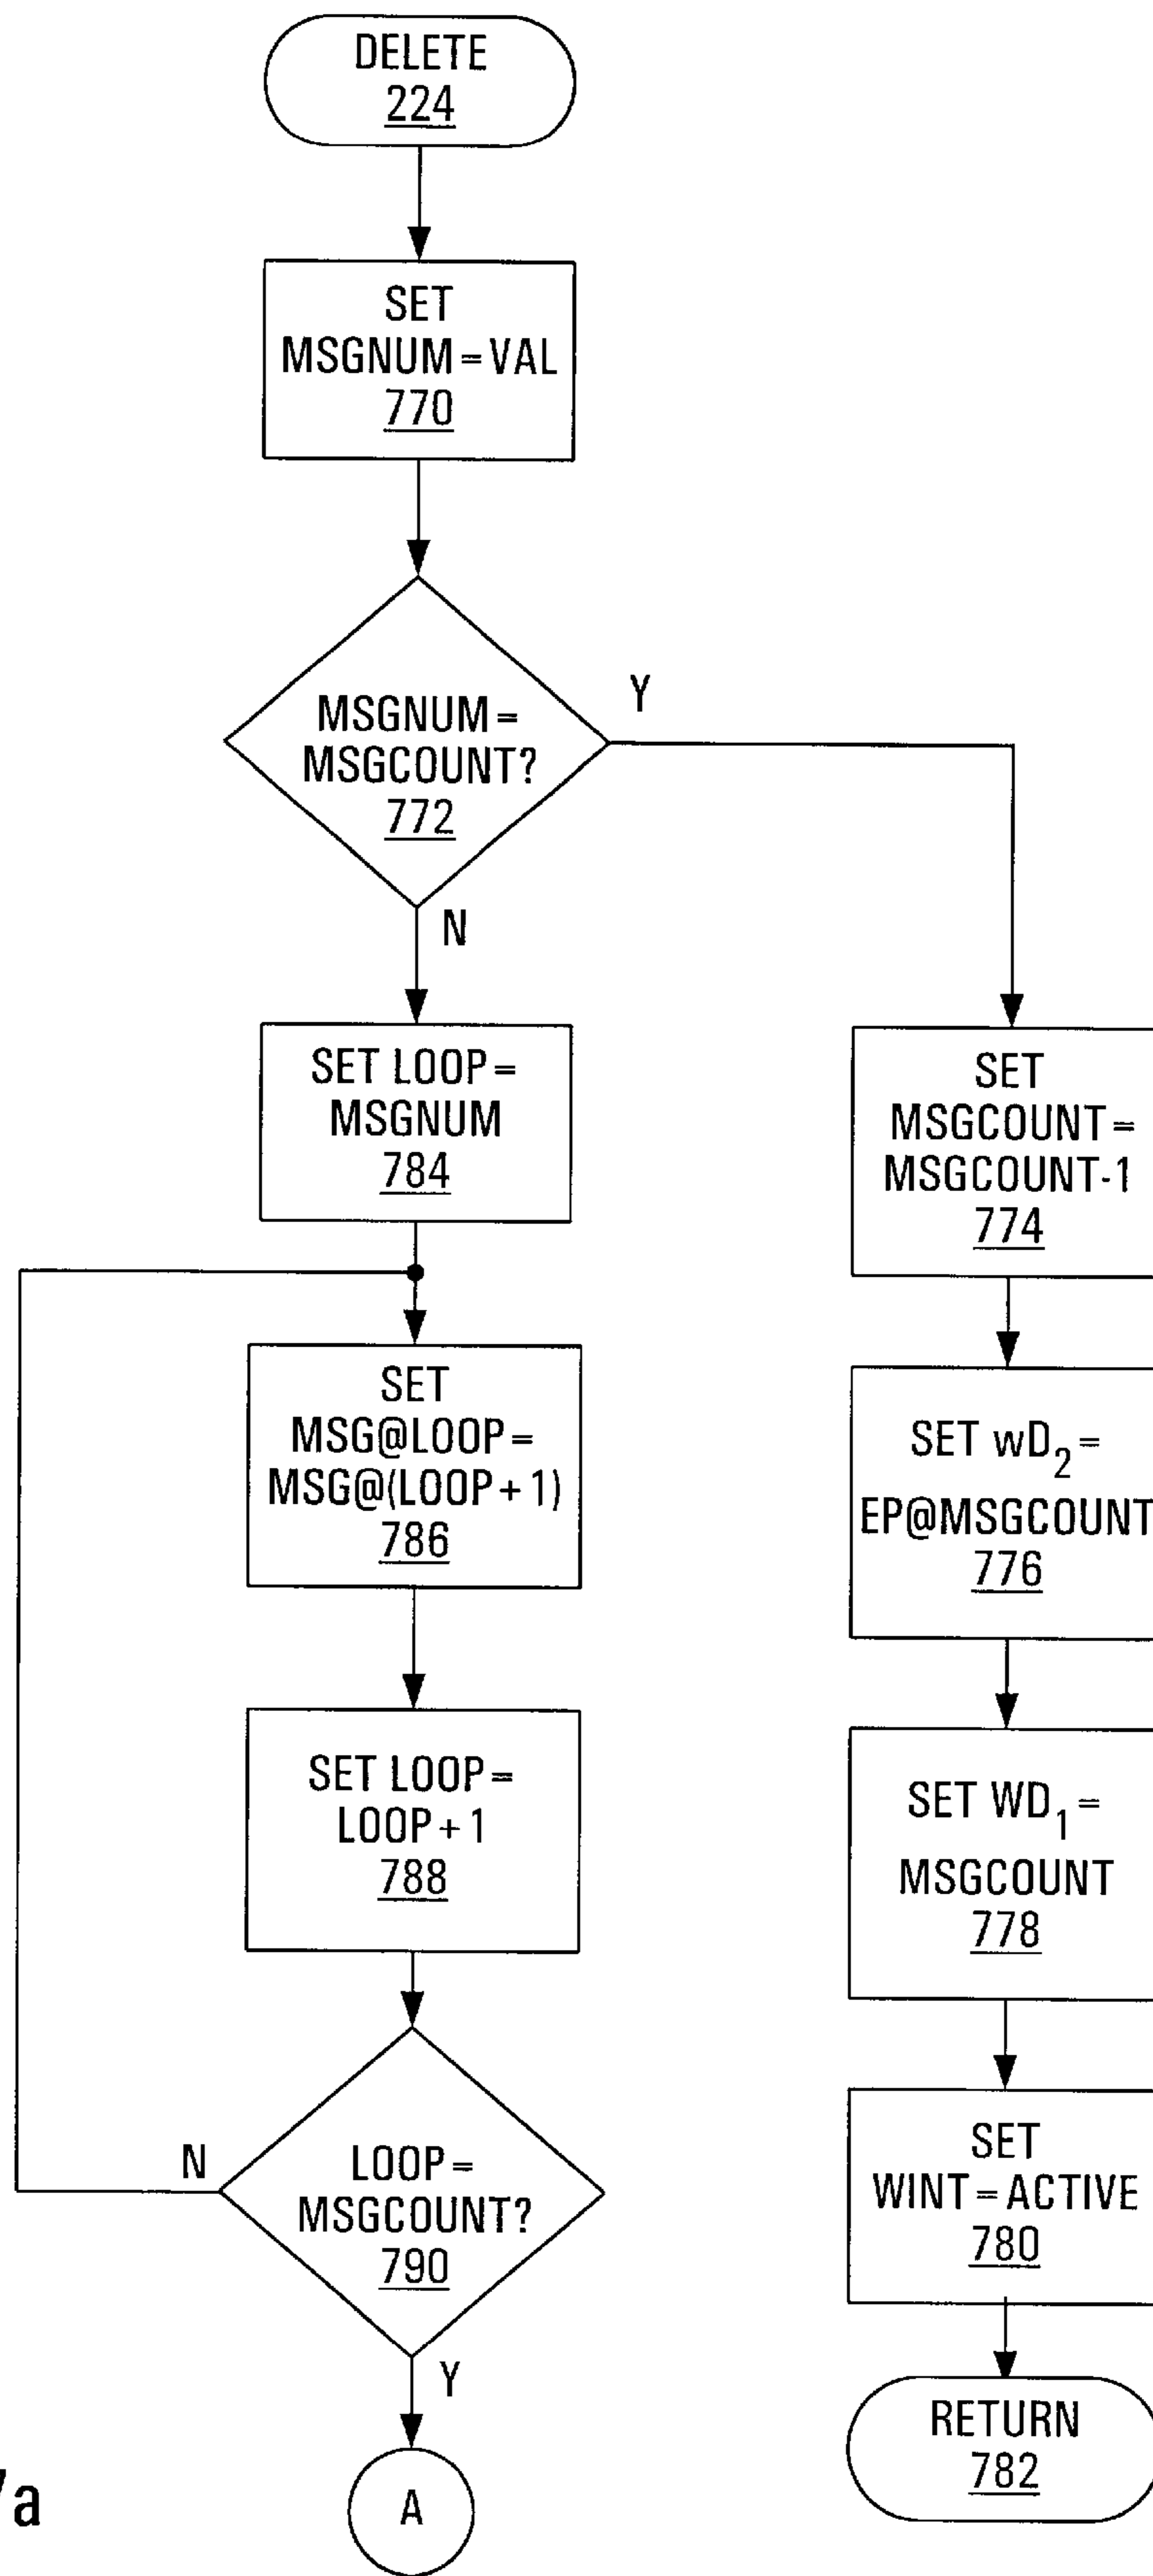 DELETE
224
SET
MSGNUM = VAL
770
MSGNUM =
MSGCOUNT?
772
Y
N
SET LOOP =
MSGNUM
784
SET
MSG@LOOP =
MSG@(LOOP + 1)
786
SET LOOP =
LOOP + 1
788
LOOP =
MSGCOUNT?
790
N
Y
A
SET
MSGCOUNT =
MSGCOUNT-1
774
SET wD2 =
EP@MSGCOUNT
776
SET WD1 =
MSGCOUNT
778
SET
WINT = ACTIVE
780
RETURN
782
7a